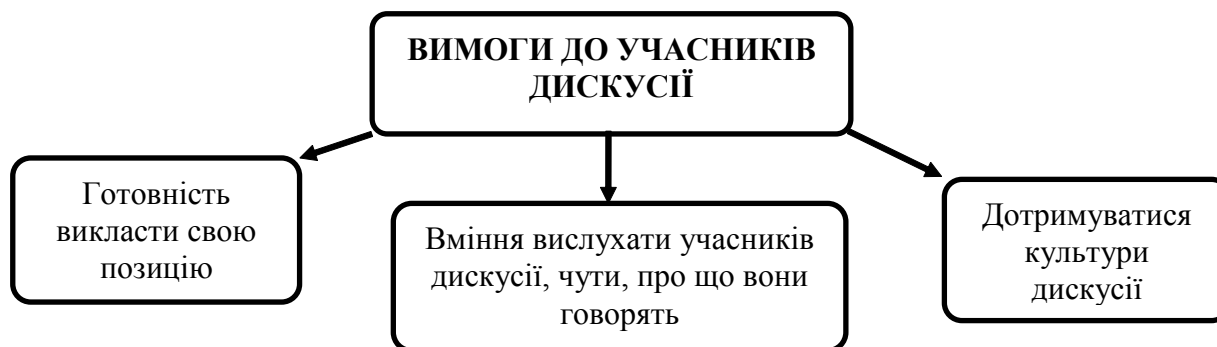 ВИМОГИ ДО УЧАСНИКІВ
ДИСКУСІЇ
Готовність
викласти свою
позицію
Вміння вислухати учасників
дискусії, чути, про що вони
говорять
Дотримуватися
культури
дискусії